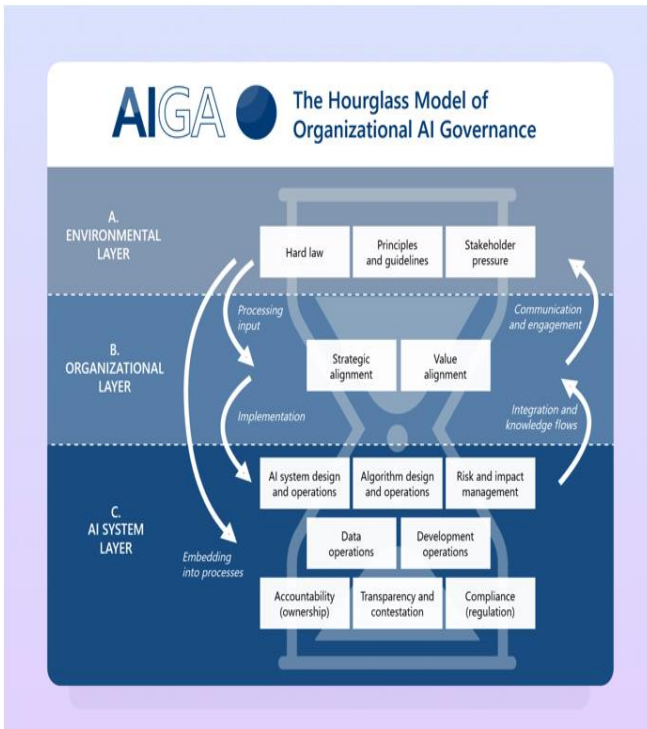 AIGA
The Hourglass Model of
Organizational AI Governance
A.
ENVIRONMENTAL
LAYER
Hard law
Principles
and guidelines
Stakeholder
pressure
Processing
input
Communication
and engagement
B.
ORGANIZATIONAL
LAYER
Strategic
alignment
Value
alignment
Implementation
Integration and
knowledge flows
C.
AI SYSTEM
LAYER
AI system design
and operations
Algorithm design
and operations
Risk and impact
management
Data
operations
Development
operations
Embedding
into processes
Accountability
(ownership)
Transparency and
contestation
Compliance
(regulation)